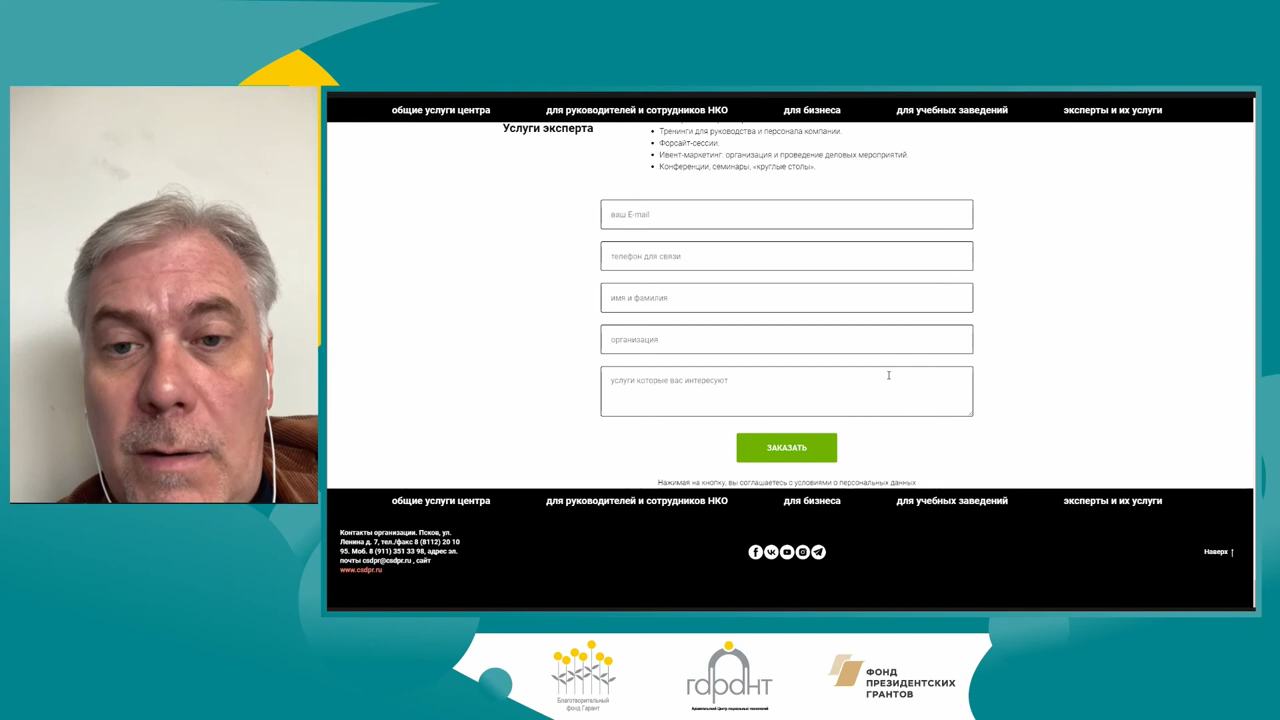 общие услуги центра
для руководителей и сотрудников НКО
для бизнеса
для учебных заведений
эксперты и их услуги
Услуги эксперта
Тренинги для руководства и персонала компании.
Форсайт-сессии.
Ивент-маркетинг: организация и проведение деловых мероприятий.
Конференции, семинары, «круглые столы».
ваш E-mail
телефон для связи
имя и фамилия
организация
услуги которые вас интересуют
ЗАКАЗАТЬ
Нажимая на кнопку, вы соглашаетесь с условиями о персональных данных
общие услуги центра
для руководителей и сотрудников НКО
для бизнеса
для учебных заведений
эксперты и их услуги
Контакты организации. Псков, ул.
Ленина д. 7, тел./факс 8 (8112) 20 10
95. Моб. 8 (911) 351 33 98, адрес эл.
почты csdpr@csdpr.ru , сайт
www.csdpr.ru
Наверх ↑
Благотворительный
фонд Гарант
гарант
Архангельский Центр социальных технологий
ФОНД
ПРЕЗИДЕНТСКИХ
ГРАНТОВ